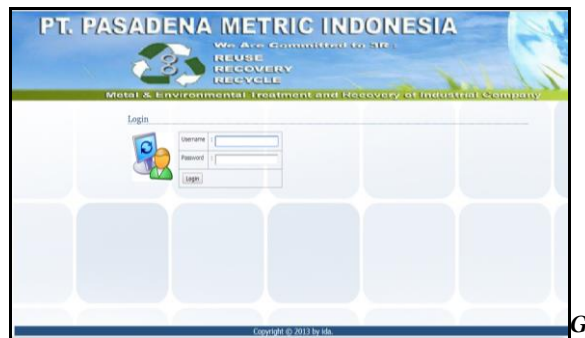 PT. PASADENA METRIC INDONESIA
We Are Committed to 3R :
REUSE
RECOVERY
RECYCLE
Metal & Environmental Treatment and Recovery of Industrial Company
Login
Username :
Password :
Login
Copyright © 2013 by ida.
G